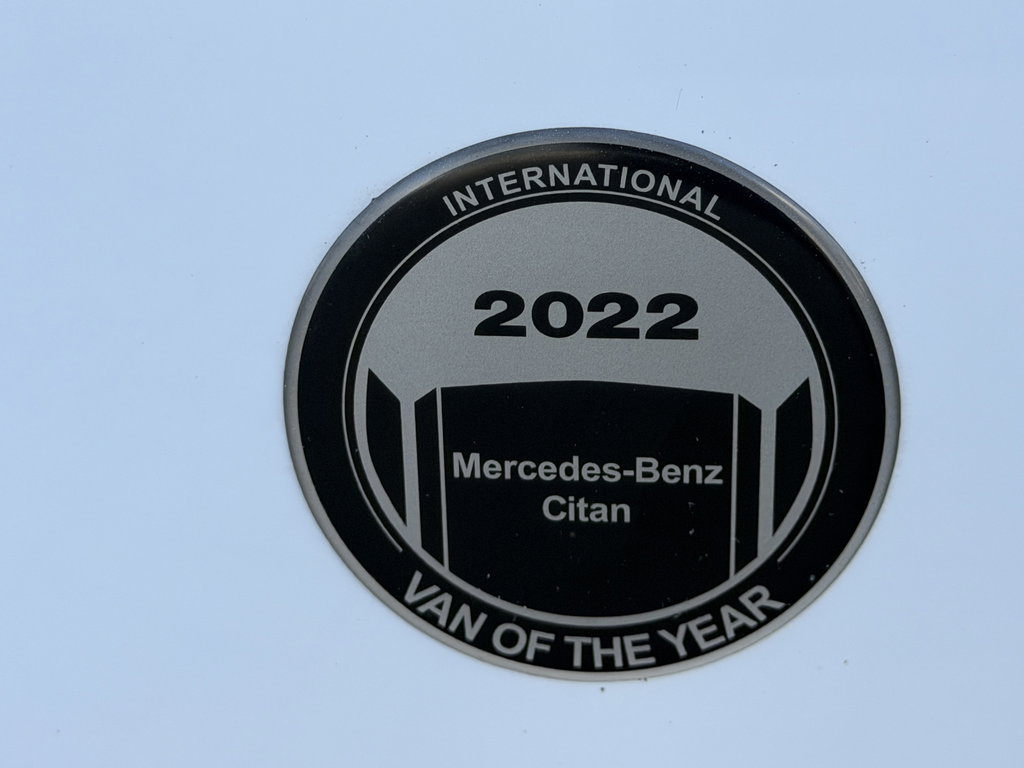 INTERNATIONAL
2022
Mercedes-Benz
Citan
VAN OF THE YEAR